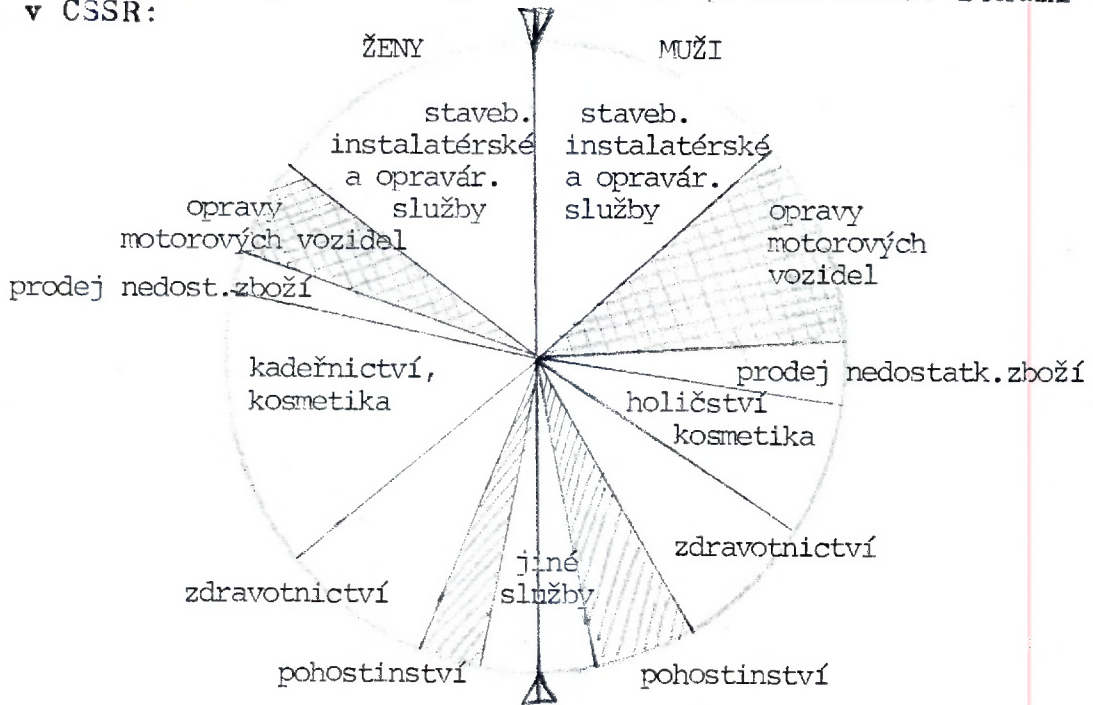 v ČSSR:
ŽENY
MUŽI
staveb.
instalatérské
a opravár.
služby
staveb.
instalatérské
a opravár.
služby
opravy
motorových vozidel
opravy
motorových
vozidel
prodej nedost.zboží
prodej nedostatk.zboží
kadeřnictví,
kosmetika
holičství
kosmetika
zdravotnictví
zdravotnictví
jiné
služby
pohostinství
pohostinství